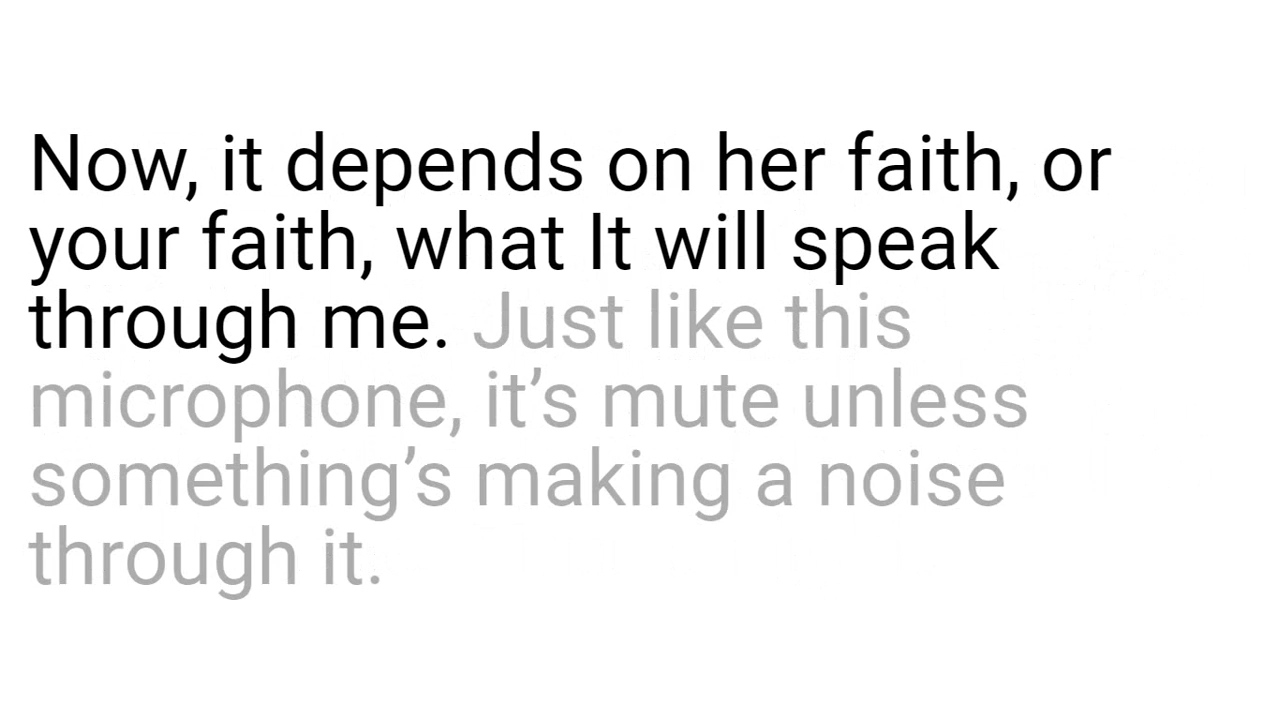 Now, it depends on her faith, or
your faith, what It will speak
through me. Just like this
microphone, it’s mute unless
something’s making a noise
through it.